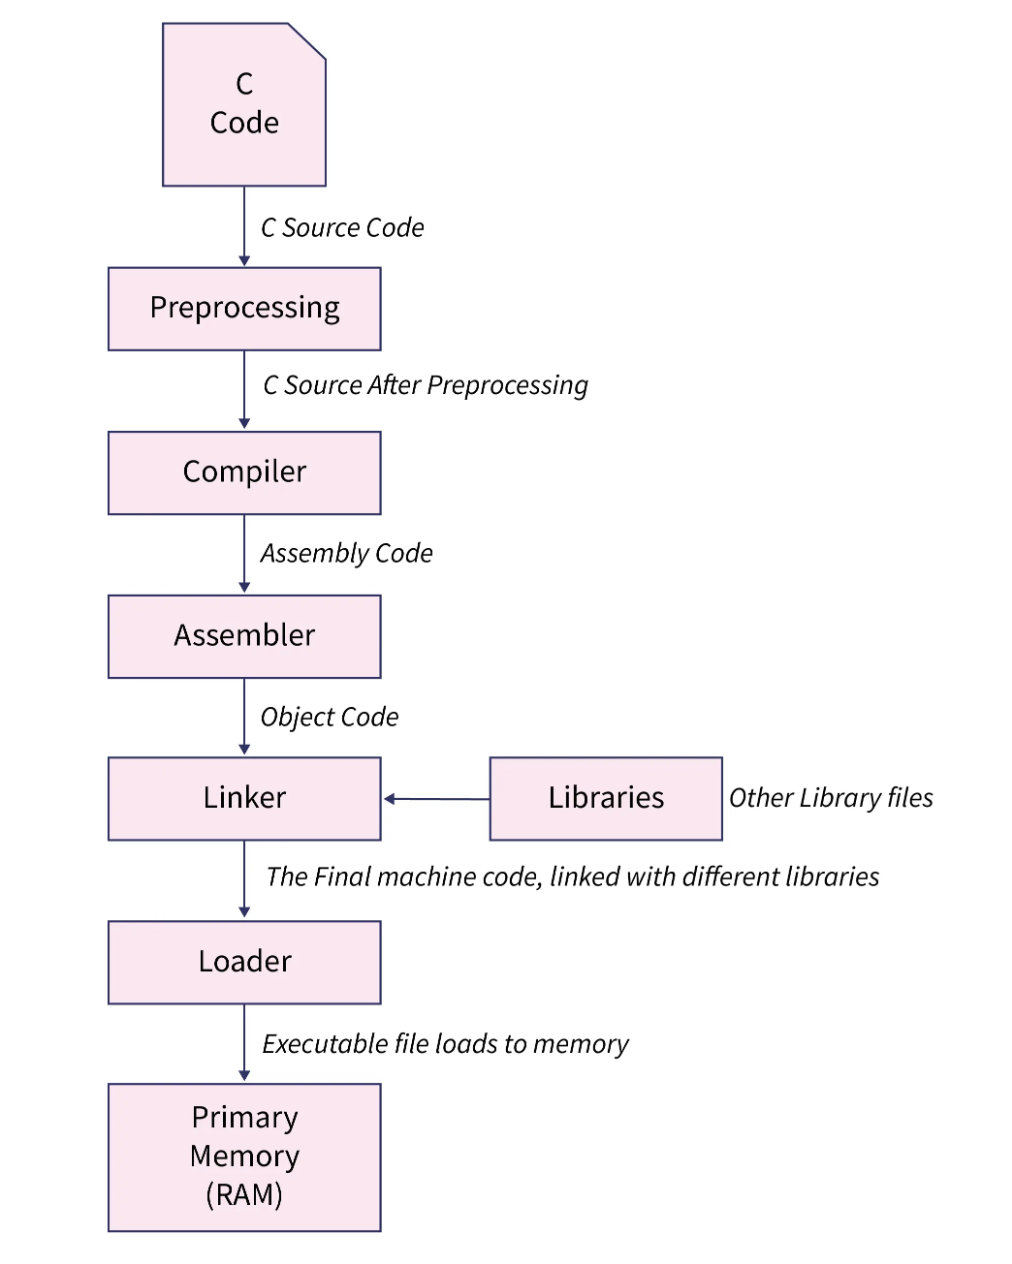 C
Code
C Source Code
Preprocessing
C Source After Preprocessing
Compiler
Assembly Code
Assembler
Object Code
Linker
Libraries
Other Library files
The Final machine code, linked with different libraries
Loader
Executable file loads to memory
Primary
Memory
(RAM)